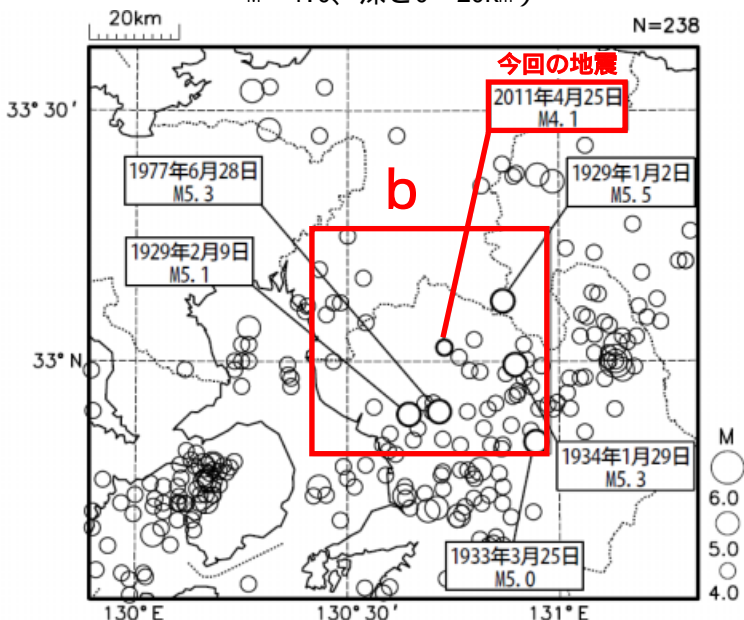 20km
N=238
今回の地震
33°30′
2011年4月25日
M4.1
1977年6月28日
M5.3
b
1929年1月2日
M5.5
1929年2月9日
M5.1
33°N
M
1934年1月29日
M5.3
6.0
5.0
1933年3月25日
M5.0
4.0
130°E
130°30′
131°E